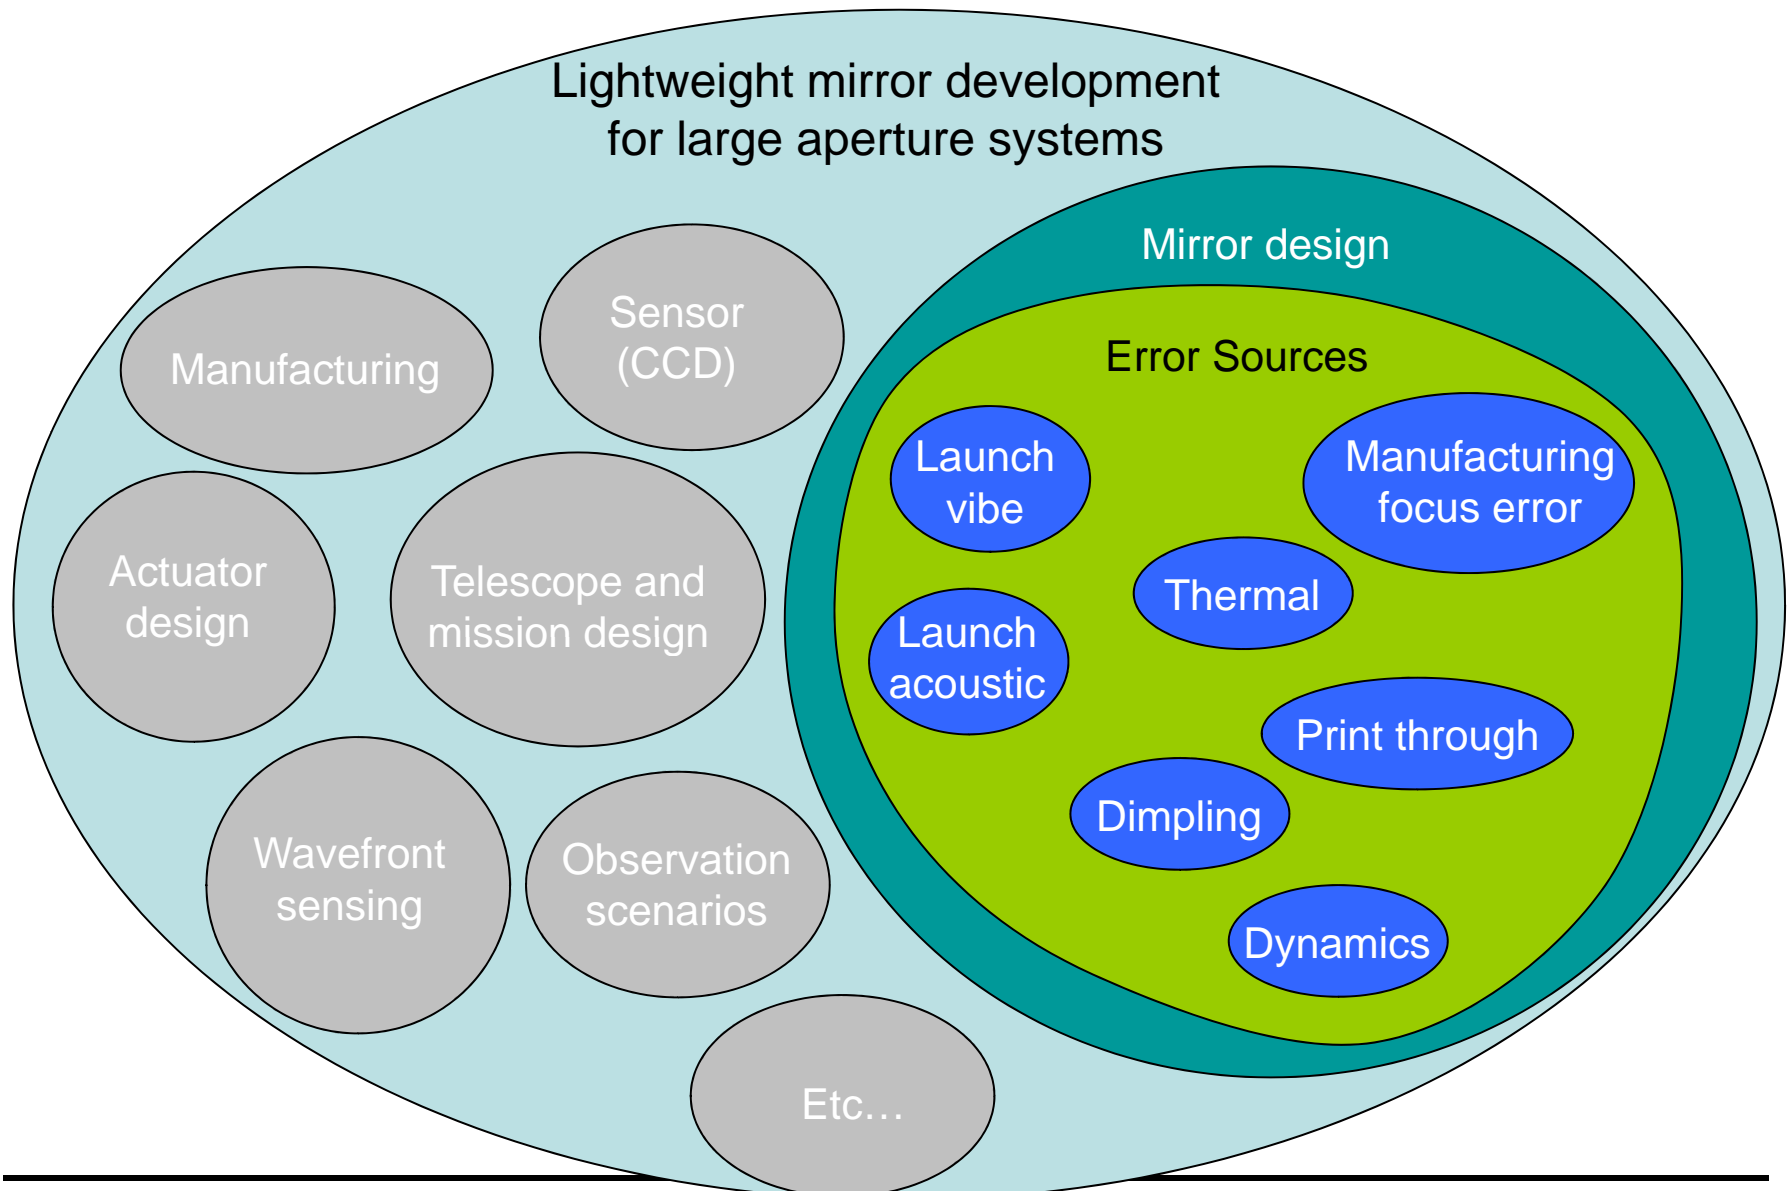 Lightweight mirror development
for large aperture systems
Mirror design
Error Sources
Manufacturing
Sensor
(CCD)
Launch
vibe
Manufacturing
focus error
Actuator
design
Telescope and
mission design
Thermal
Launch
acoustic
Print through
Dimpling
Wavefront
sensing
Observation
scenarios
Dynamics
Etc…